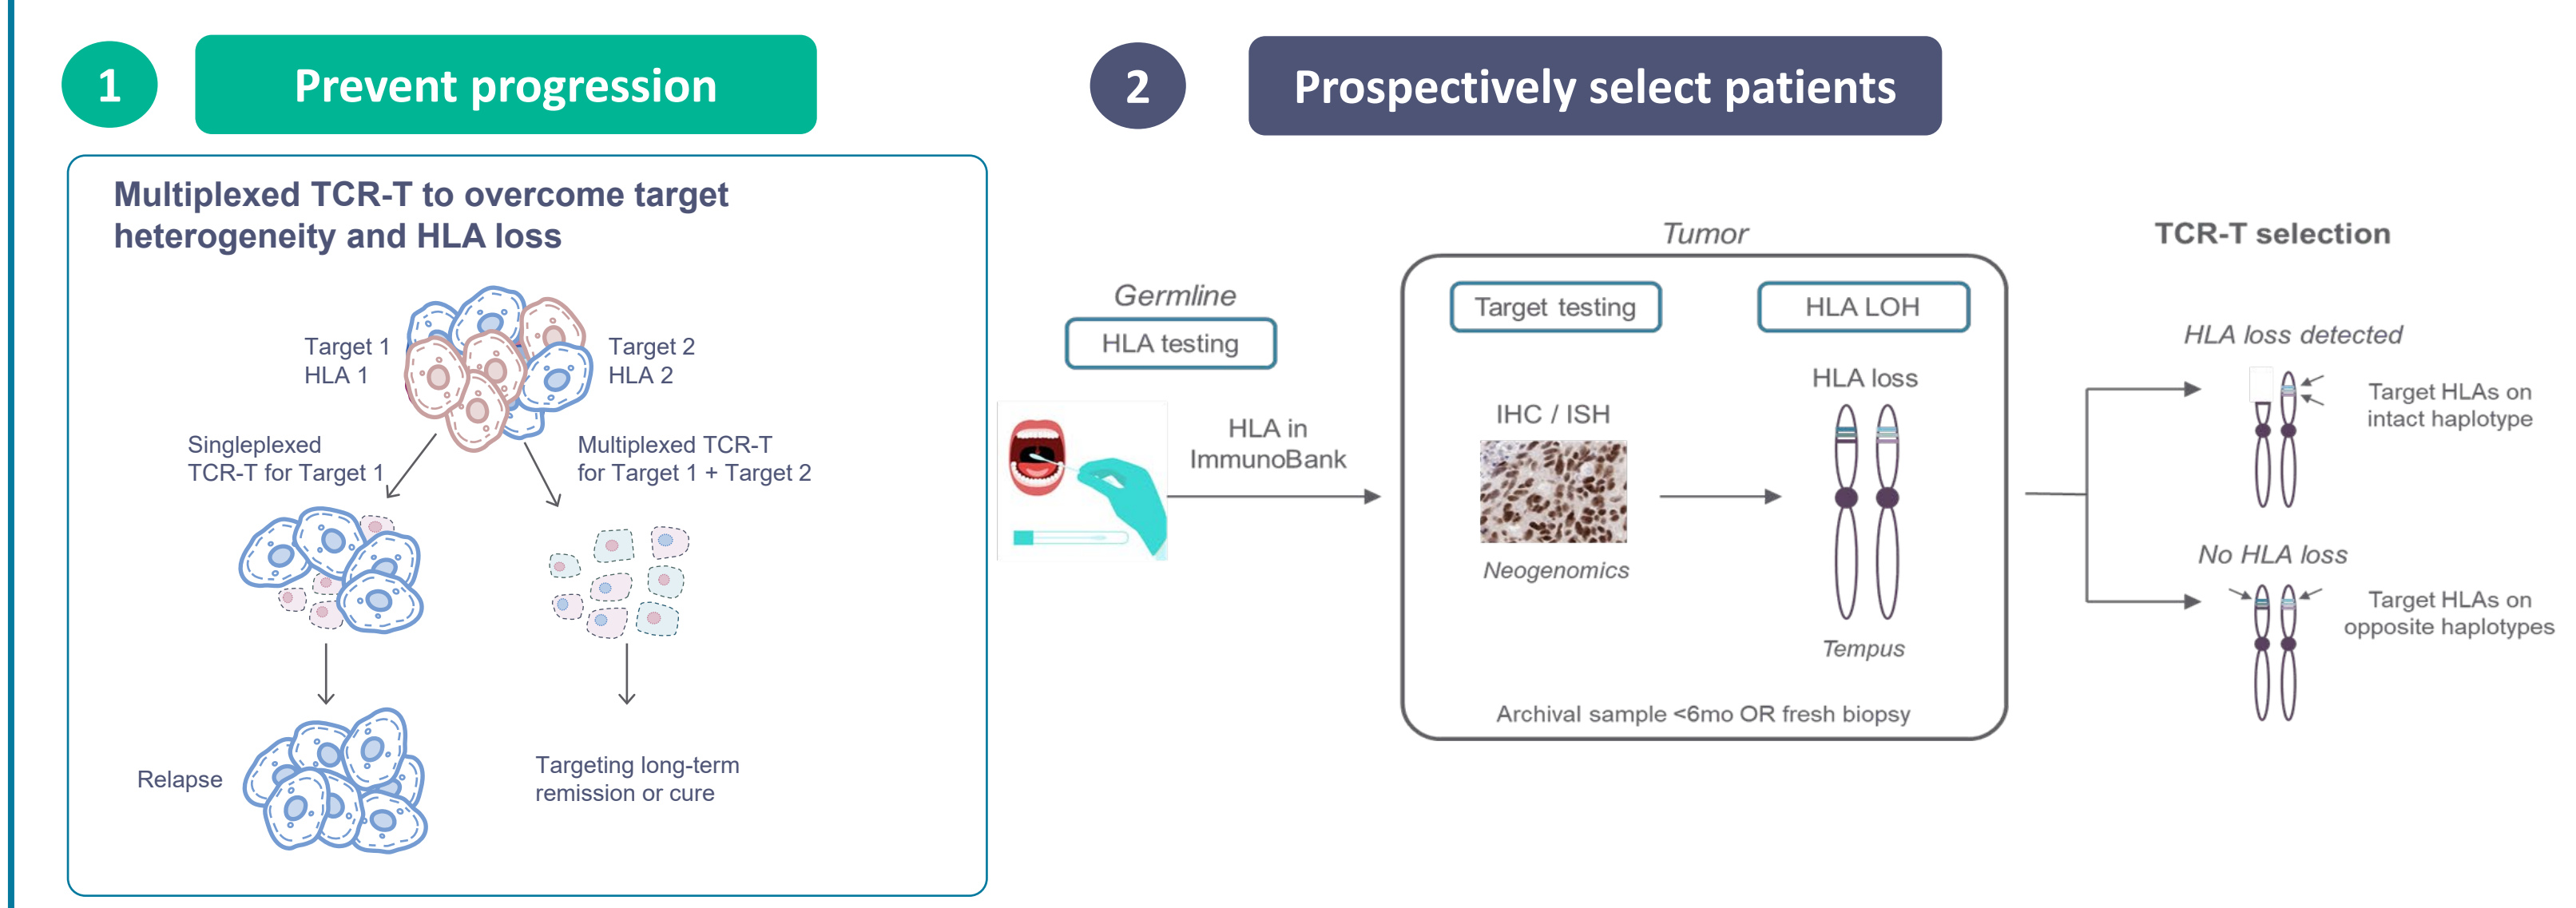 1
Prevent progression
Multiplexed TCR-T to overcome target
heterogeneity and HLA loss
Target 1
HLA 1
Target 2
HLA 2
Singleplexed
TCR-T for Target 1
Multiplexed TCR-T
for Target 1 + Target 2
Relapse
Targeting long-term
remission or cure
2
Prospectively select patients
Germline
HLA testing
HLA in
ImmunoBank
Tumor
Target testing
IHC / ISH
Neogenomics
HLA LOH
HLA loss
Tempus
Archival sample <6mo OR fresh biopsy
TCR-T selection
HLA loss detected
Target HLAs on
intact haplotype
No HLA loss
Target HLAs on
opposite haplotypes